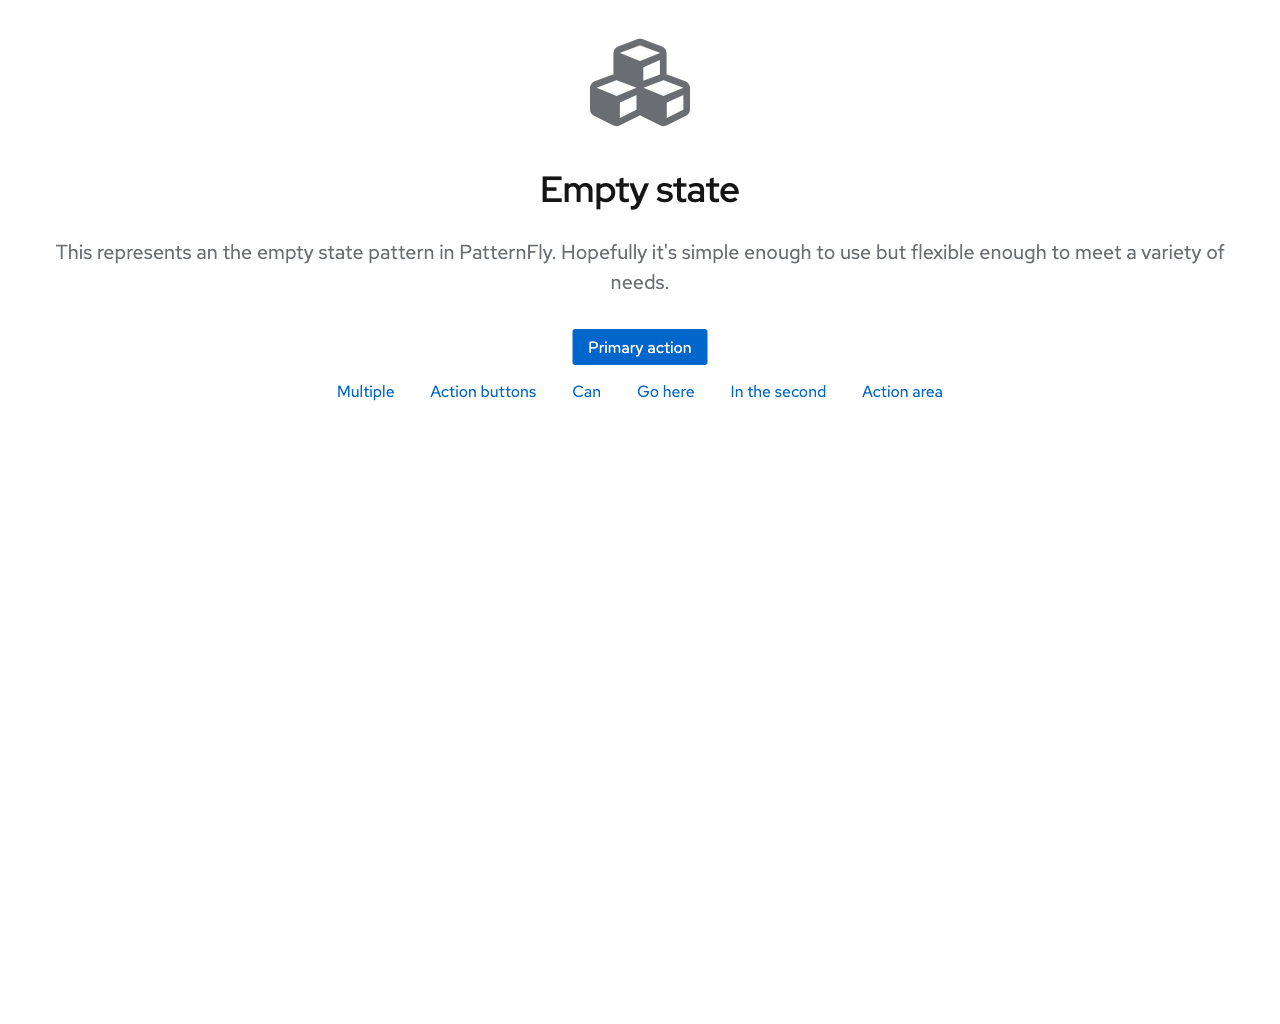 Empty state
This represents an the empty state pattern in PatternFly. Hopefully it's simple enough to use but flexible enough to meet a variety of
needs.
Primary action
Multiple Action buttons Can Go here In the second Action area